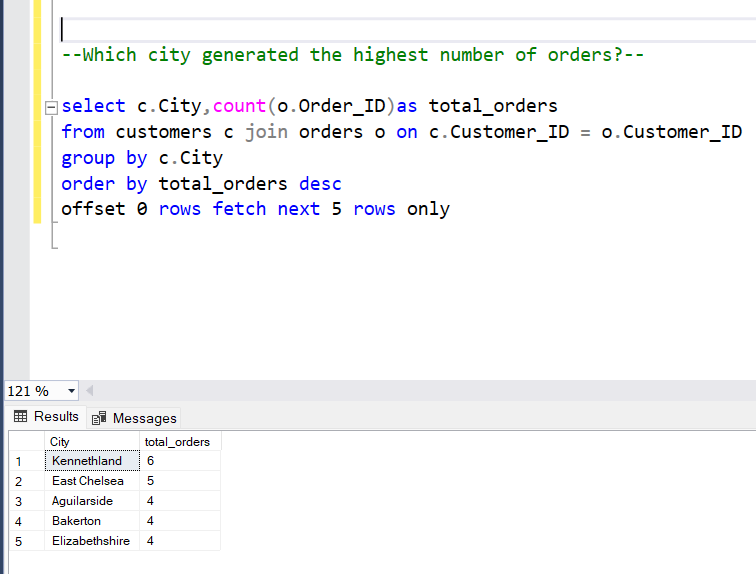 --Which city generated the highest number of orders?--
select c.City,count(o.Order_ID)as total_orders
from customers c join orders o on c.Customer_ID = o.Customer_ID
group by c.City
order by total_orders desc
offset 0 rows fetch next 5 rows only
121 %
Results Messages
City total_orders
1 Kennethland 6
2 East Chelsea 5
3 Aguilarside 4
4 Bakerton 4
5 Elizabethshire 4